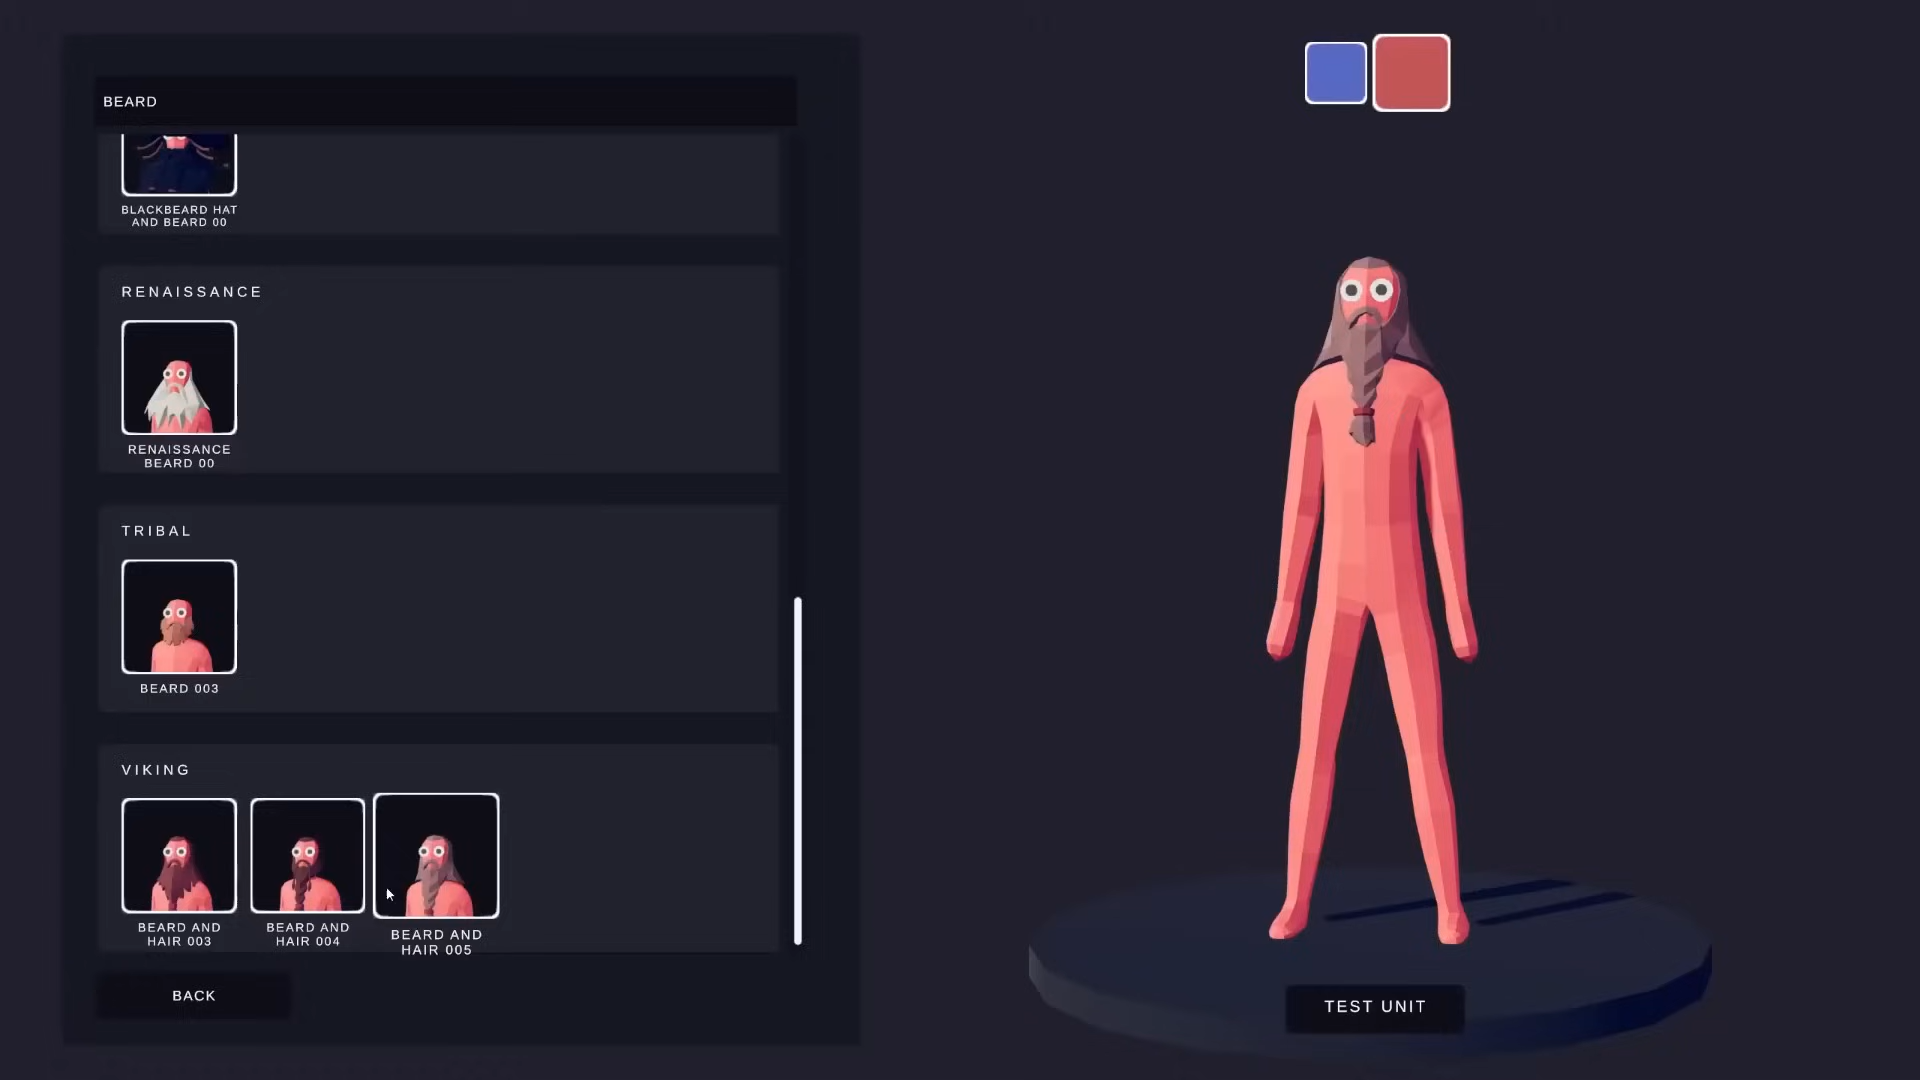 BEARD
BLACKBEARD HAT
AND BEARD 00
RENAISSANCE
RENAISSANCE
BEARD 00
TRIBAL
BEARD 003
VIKING
BEARD AND
HAIR 003
BEARD AND
HAIR 004
BEARD AND
HAIR 005
BACK
TEST UNIT